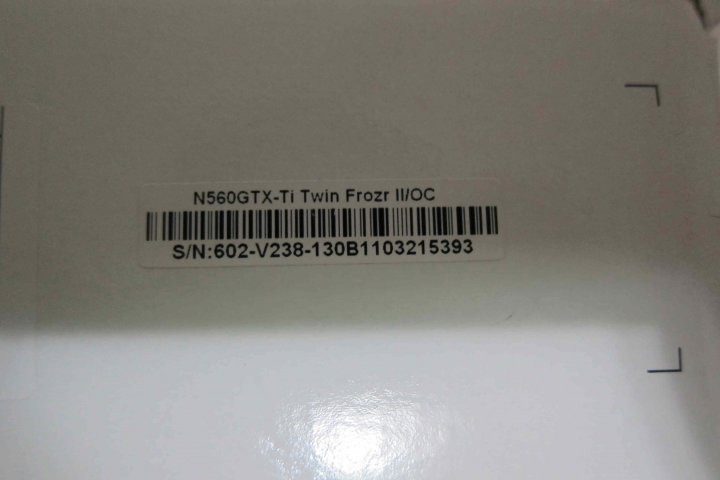 N560GTX-Ti Twin Frozr II/OC
S/N:602-V238-130B1103215393